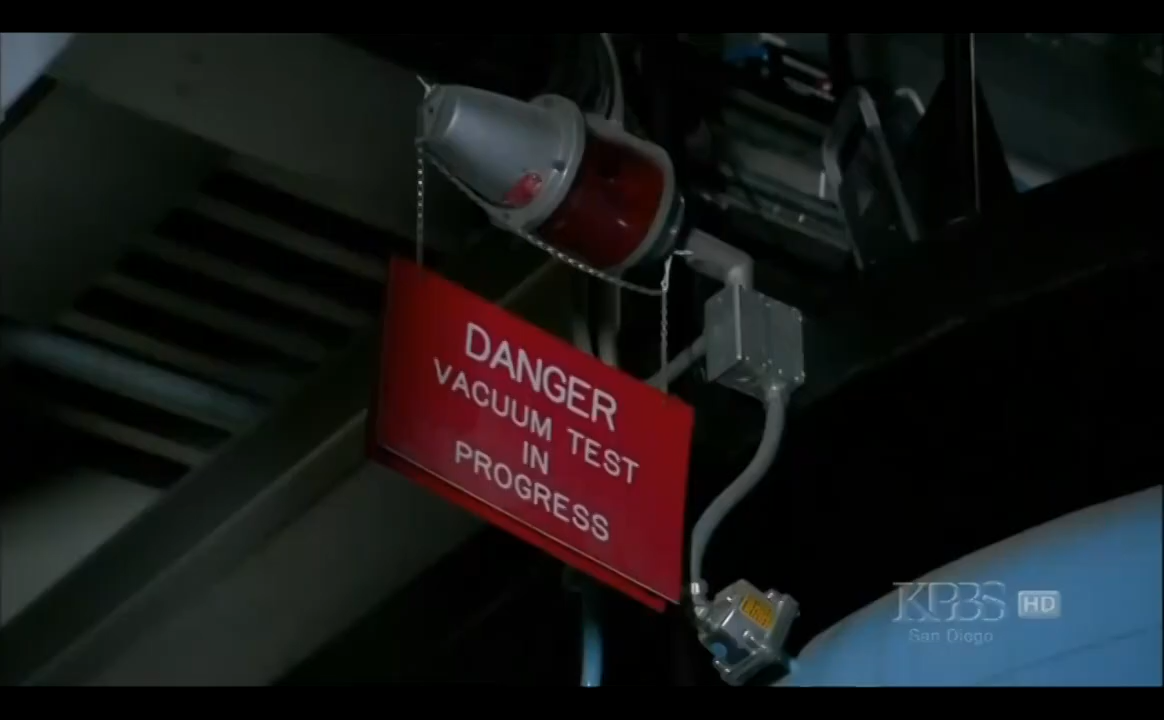 DANGER
VACUUM TEST
IN
PROGRESS
KPBS HD
San Diego